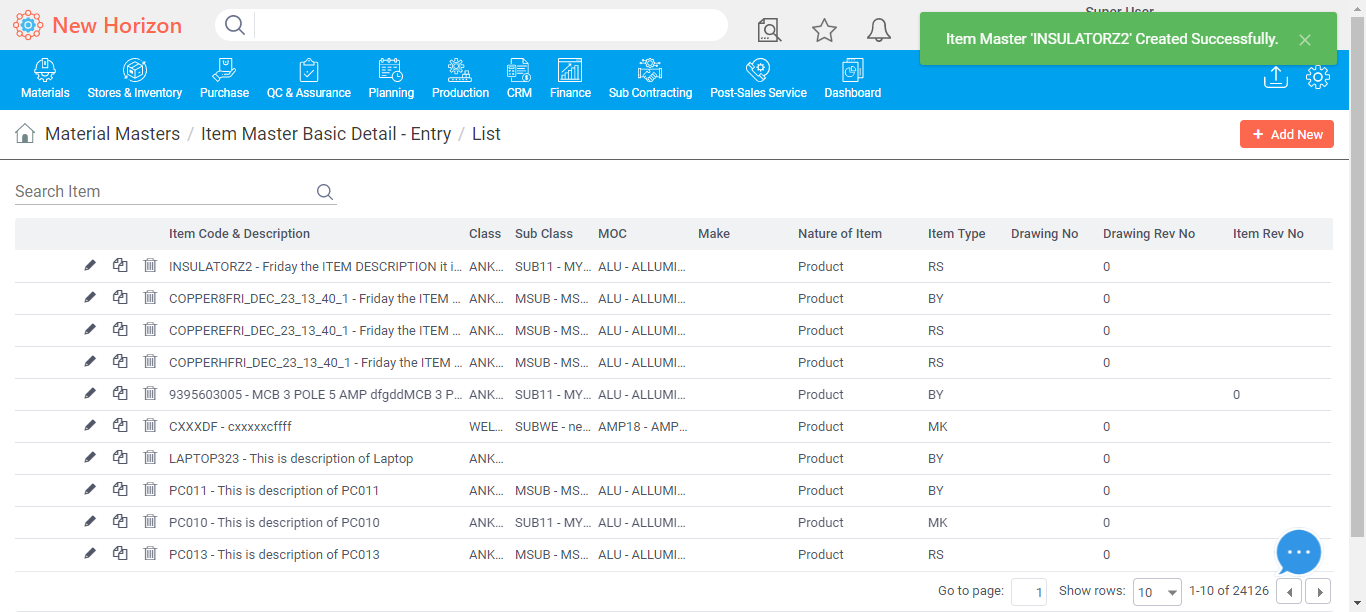 New Horizon
Super User
Item Master 'INSULATORZ2' Created Successfully.
Materials Stores & Inventory Purchase QC & Assurance Planning Production CRM Finance Sub Contracting Post-Sales Service Dashboard
Material Masters / Item Master Basic Detail - Entry / List
+ Add New
Search Item
Item Code & Description Class Sub Class MOC Make Nature of Item Item Type Drawing No Drawing Rev No Item Rev No
INSULATORZ2 - Friday the ITEM DESCRIPTION it i... ANK... SUB11 - MY... ALU - ALLUMI... Product RS 0
COPPER8FRI_DEC_23_13_40_1 - Friday the ITEM ... ANK... MSUB - MS... ALU - ALLUMI... Product BY 0
COPPEREFRI_DEC_23_13_40_1 - Friday the ITEM ... ANK... MSUB - MS... ALU - ALLUMI... Product RS 0
COPPERHFRI_DEC_23_13_40_1 - Friday the ITEM ... ANK... MSUB - MS... ALU - ALLUMI... Product RS 0
9395603005 - MCB 3 POLE 5 AMP dfgddMCB 3 P... ANK... SUB11 - MY... ALU - ALLUMI... Product BY 0
CXXXDF - cxxxxxcffff WEL... SUBWE - ne... AMP18 - AMP... Product MK 0
LAPTOP323 - This is description of Laptop ANK... Product BY 0
PC011 - This is description of PC011 ANK... MSUB - MS... ALU - ALLUMI... Product BY 0
PC010 - This is description of PC010 ANK... SUB11 - MY... ALU - ALLUMI... Product MK 0
PC013 - This is description of PC013 ANK... MSUB - MS... ALU - ALLUMI... Product RS 0
Go to page: 1 Show rows: 10 1-10 of 24126